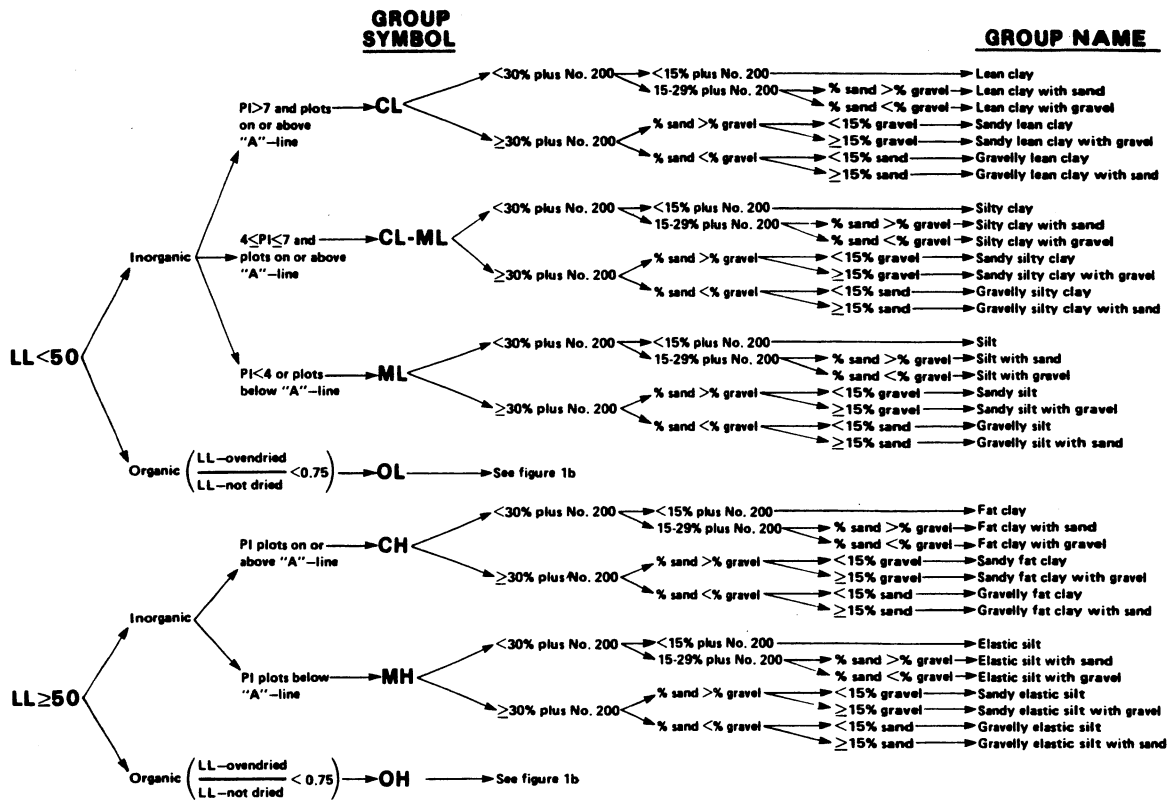 GROUP
SYMBOL
GROUP NAME
<30% plus No. 200
<15% plus No. 200
Lean clay
15-29% plus No. 200
% sand >% gravel
Lean clay with sand
% sand <% gravel
Lean clay with gravel
PI>7 and plots
on or above
"A"—line
CL
≥30% plus No. 200
% sand >% gravel
<15% gravel
Sandy lean clay
≥15% gravel
Sandy lean clay with gravel
% sand <% gravel
<15% sand
Gravelly lean clay
≥15% sand
Gravelly lean clay with sand
LL<50
Inorganic
4≤PI≤7 and
plots on or above
"A"—line
CL-ML
<30% plus No. 200
<15% plus No. 200
Silty clay
15-29% plus No. 200
% sand >% gravel
Silty clay with sand
% sand <% gravel
Silty clay with gravel
≥30% plus No. 200
% sand >% gravel
<15% gravel
Sandy silty clay
≥15% gravel
Sandy silty clay with gravel
% sand <% gravel
<15% sand
Gravelly silty clay
≥15% sand
Gravelly silty clay with sand
PI<4 or plots
below "A"—line
ML
<30% plus No. 200
<15% plus No. 200
Silt
15-29% plus No. 200
% sand >% gravel
Silt with sand
% sand <% gravel
Silt with gravel
≥30% plus No. 200
% sand >% gravel
<15% gravel
Sandy silt
≥15% gravel
Sandy silt with gravel
% sand <% gravel
<15% sand
Gravelly silt
≥15% sand
Gravelly silt with sand
Organic
LL—ovendried
LL—not dried
<0.75
OL
See figure 1b
LL≥50
Inorganic
PI plots on or
above "A"—line
CH
<30% plus No. 200
<15% plus No. 200
Fat clay
15-29% plus No. 200
% sand >% gravel
Fat clay with sand
% sand <% gravel
Fat clay with gravel
≥30% plus No. 200
% sand >% gravel
<15% gravel
Sandy fat clay
≥15% gravel
Sandy fat clay with gravel
% sand <% gravel
<15% sand
Gravelly fat clay
≥15% sand
Gravelly fat clay with sand
PI plots below
"A"—line
MH
<30% plus No. 200
<15% plus No. 200
Elastic silt
15-29% plus No. 200
% sand >% gravel
Elastic silt with sand
% sand <% gravel
Elastic silt with gravel
≥30% plus No. 200
% sand >% gravel
<15% gravel
Sandy elastic silt
≥15% gravel
Sandy elastic silt with gravel
% sand <% gravel
<15% sand
Gravelly elastic silt
≥15% sand
Gravelly elastic silt with sand
Organic
LL—ovendried
LL—not dried
< 0.75
OH
See figure 1b